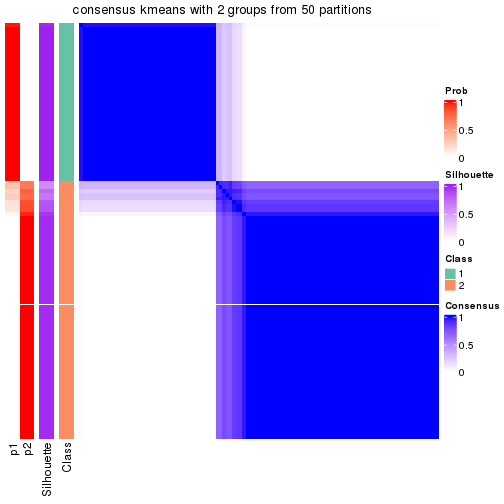 consensus kmeans with 2 groups from 50 partitions
Prob
1
0.5
0
Silhouette
1
0.5
0
Class
1
2
Consensus
1
0.5
0
p1
p2
Silhouette
Class